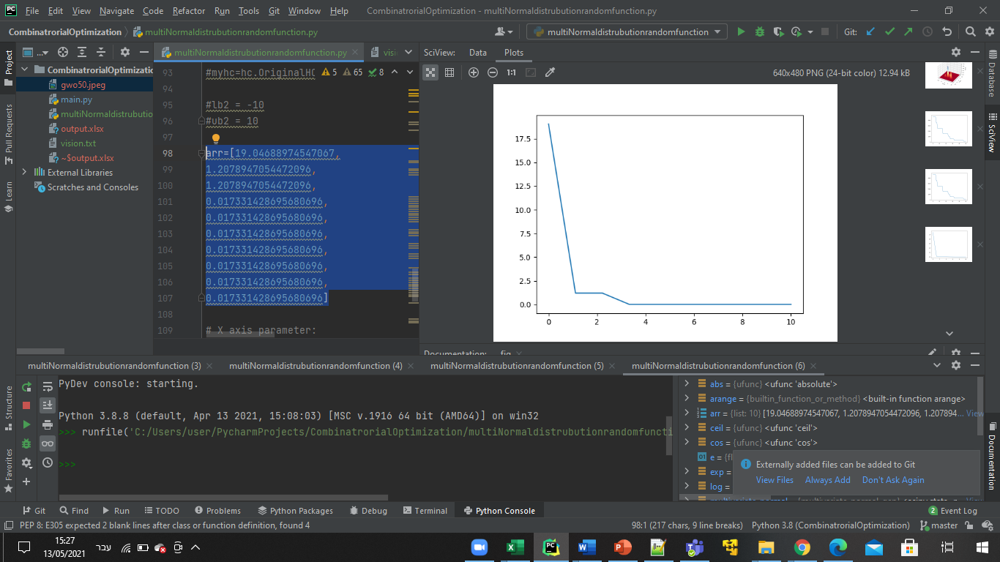 File Edit View Navigate Code Refactor Run Tools Git Window Help CombinatrorialOptimization - multiNormaldistrubutionrandomfunction.py
CombinatrorialOptimization multiNormaldistrubutionrandomfunction.py multiNormaldistrubutionrandomfunction Git:
Project
Pull Requests
Learn
Structure
Favorites
CombinatrorialOptimizatio
gwo50.jpeg
main.py
multiNormaldistrubutio
output.xlsx
vision.txt
~$output.xlsx
External Libraries
Scratches and Consoles
multiNormaldistrubutionrandomfunction.py visi
93 #myhc=hc.OriginalHC 5 65 8
94
95 #lb2 = -10
96 #ub2 = 10
97
98 arr=[19.04688974547067,
99 1.2078947054472096,
100 1.2078947054472096,
101 0.017331428695680696,
102 0.017331428695680696,
103 0.017331428695680696,
104 0.017331428695680696,
105 0.017331428695680696,
106 0.017331428695680696,
107 0.017331428695680696]
108
109 # X axis parameter:
SciView: Data Plots
1:1 640x480 PNG (24-bit color) 12.94 kB
17.5
15.0
12.5
10.0
7.5
5.0
2.5
0.0
0 2 4 6 8 10
Documentation: fig
Database
SciView
Documentation
multiNormaldistrubutionrandomfunction (3) multiNormaldistrubutionrandomfunction (4) multiNormaldistrubutionrandomfunction (5) multiNormaldistrubutionrandomfunction (6)
PyDev console: starting.
Python 3.8.8 (default, Apr 13 2021, 15:08:03) [MSC v.1916 64 bit (AMD64)] on win32
>>> runfile('C:/Users/user/PycharmProjects/CombinatrorialOptimization/multiNormaldistrubutionrandomfuncti
>>>
abs = {ufunc} <ufunc 'absolute'>
arange = {builtin_function_or_method} <built-in function arange>
arr = {list: 10} [19.04688974547067, 1.2078947054472096, 1.207894... View
ceil = {ufunc} <ufunc 'ceil'>
cos = {ufunc} <ufunc 'cos'>
e = {fl
exp =
log =
Externally added files can be added to Git
View Files Always Add Don't Ask Again
Git Find Run TODO Problems Python Packages Debug Terminal Python Console 2 Event Log
PEP 8: E305 expected 2 blank lines after class or function definition, found 4 98:1 (217 chars, 9 line breaks) Python 3.8 (CombinatrorialOptimization) master
15:27
13/05/2021
עבר